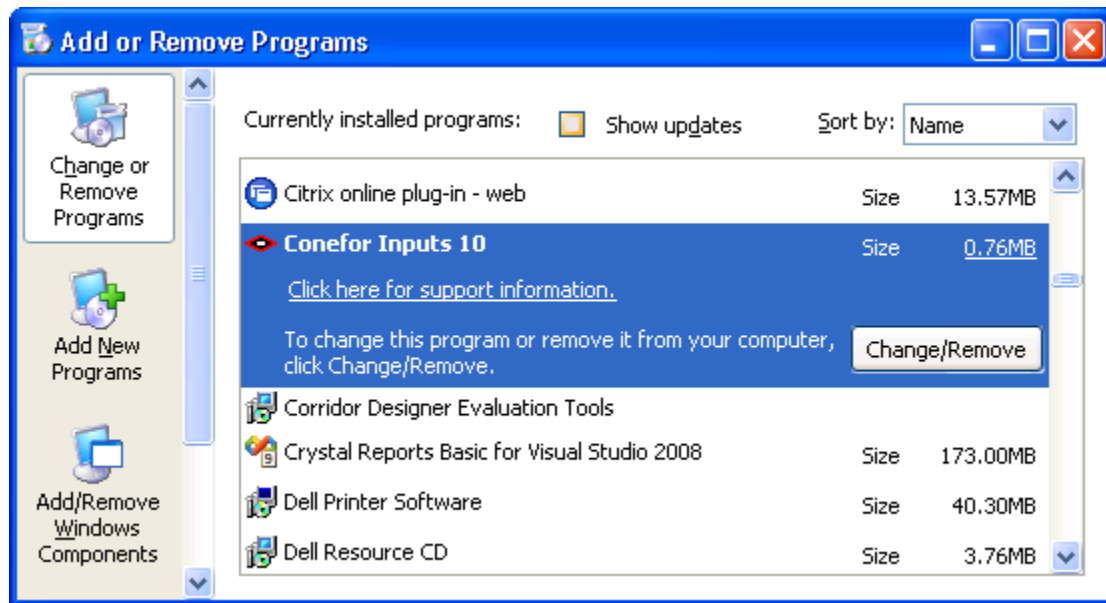 Add or Remove Programs
Change or
Remove
Programs
Add New
Programs
Add/Remove
Windows
Components
Currently installed programs: Show updates Sort by: Name
Citrix online plug-in - web Size 13.57MB
Conefor Inputs 10 Size 0.76MB
Click here for support information.
To change this program or remove it from your computer,
click Change/Remove. Change/Remove
Corridor Designer Evaluation Tools
Crystal Reports Basic for Visual Studio 2008 Size 173.00MB
Dell Printer Software Size 40.30MB
Dell Resource CD Size 3.76MB